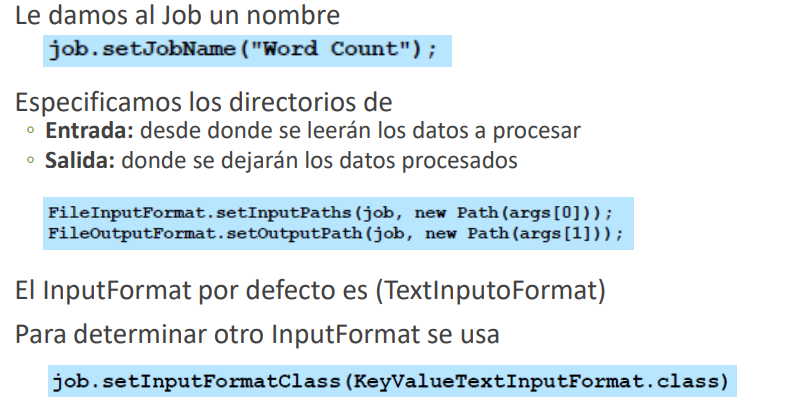 Le damos al Job un nombre
job.setJobName("Word Count");
Especificamos los directorios de
◦ Entrada: desde donde se leerán los datos a procesar
◦ Salida: donde se dejarán los datos procesados
FileInputFormat.setInputPaths(job, new Path(args[0]));
FileOutputFormat.setOutputPath(job, new Path(args[1]));
El InputFormat por defecto es (TextInputoFormat)
Para determinar otro InputFormat se usa
job.setInputFormatClass(KeyValueTextInputFormat.class)